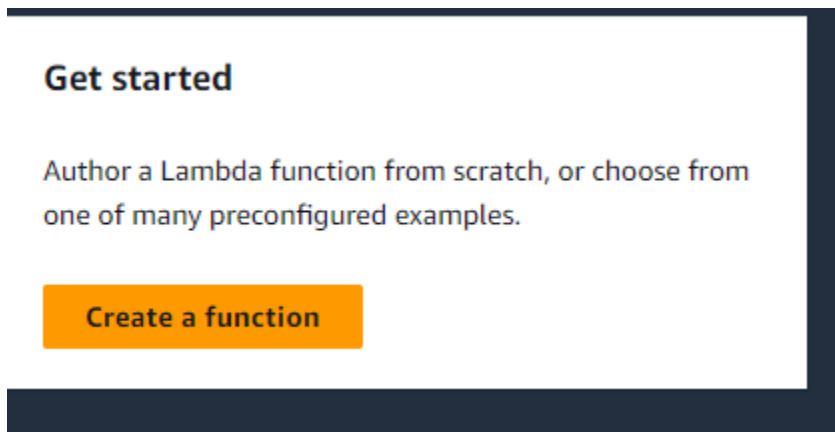 Get started
Author a Lambda function from scratch, or choose from
one of many preconfigured examples.
Create a function